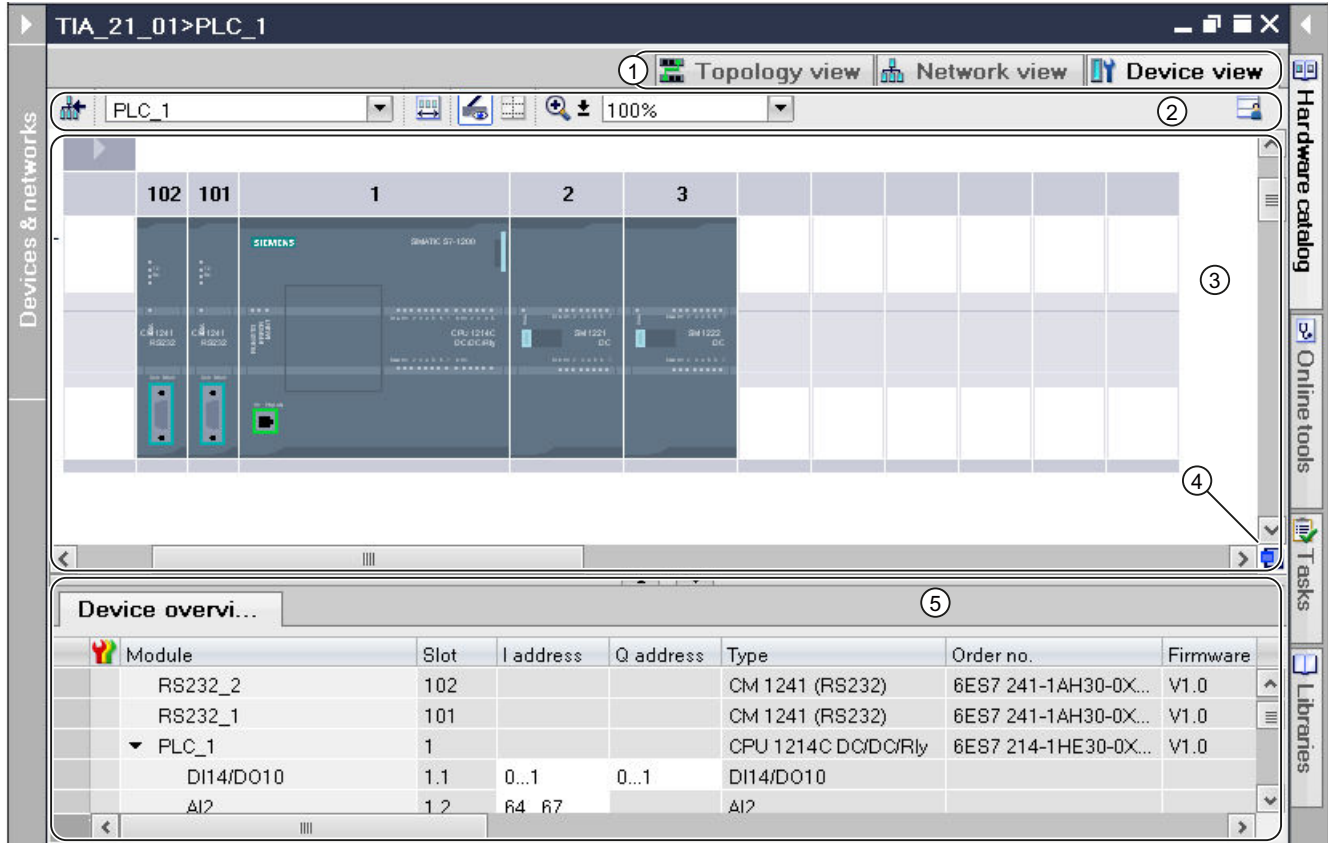 TIA_21_01>PLC_1
① Topology view Network view Device view
PLC_1 100% ②
102 101 1 2 3
SIEMENS SIMATIC S7-1200
③
CM 1241 RS232
CM 1241 RS232
CPU 1214C DC/DC/Rly
SM 1221 DC
SM 1222 DC
④
Device overvi... ⑤
Module Slot I address Q address Type Order no. Firmware
RS232_2 102 CM 1241 (RS232) 6ES7 241-1AH30-0X... V1.0
RS232_1 101 CM 1241 (RS232) 6ES7 241-1AH30-0X... V1.0
PLC_1 1 CPU 1214C DC/DC/Rly 6ES7 214-1HE30-0X... V1.0
DI14/DO10 1.1 0...1 0...1 DI14/DO10
AI2 1.2 64...67 AI2
Devices & networks
Hardware catalog
Online tools
Tasks
Libraries